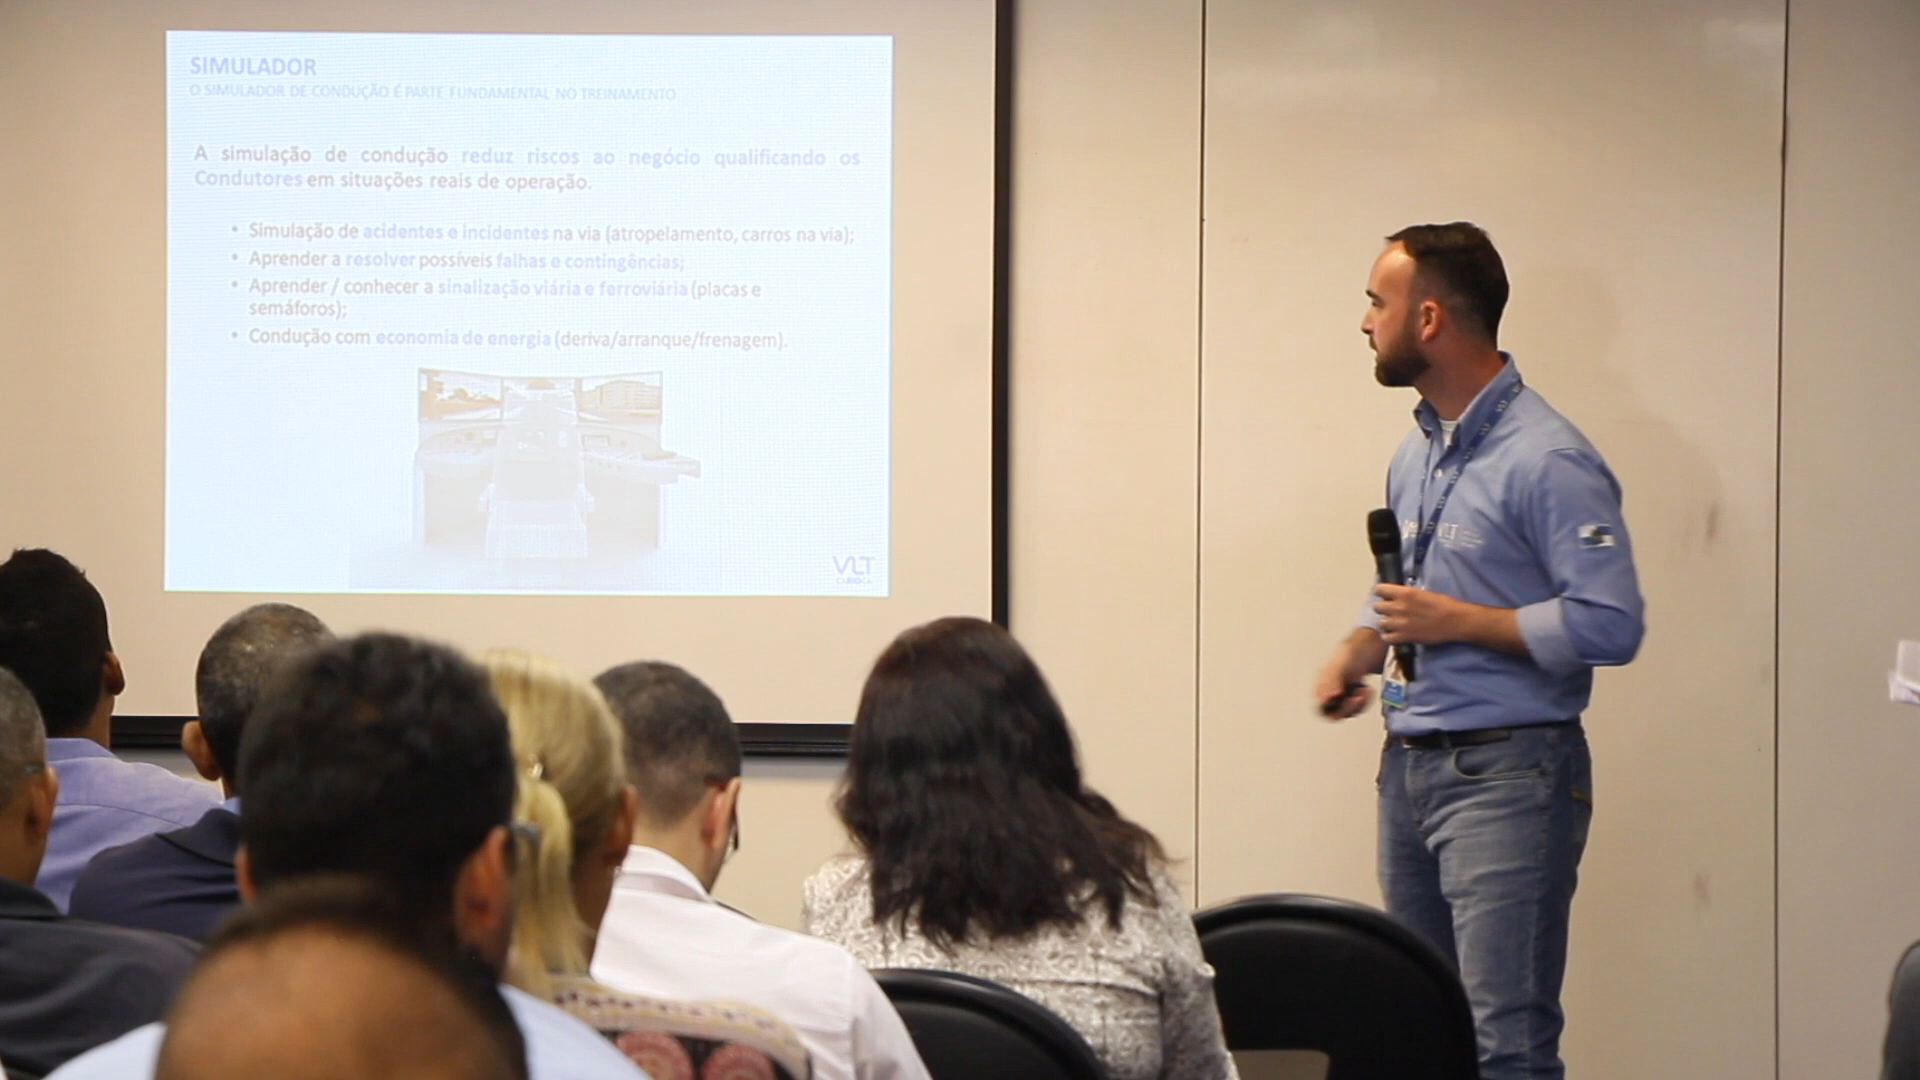 SIMULADOR
O SIMULADOR DE CONDUÇÃO É PARTE FUNDAMENTAL NO TREINAMENTO
A simulação de condução reduz riscos ao negócio qualificando os
Condutores em situações reais de operação.
• Simulação de acidentes e incidentes na via (atropelamento, carros na via);
• Aprender a resolver possíveis falhas e contingências;
• Aprender / conhecer a sinalização viária e ferroviária (placas e
semáforos);
• Condução com economia de energia (deriva/arranque/frenagem).
VLT
CARIOCA
VLT